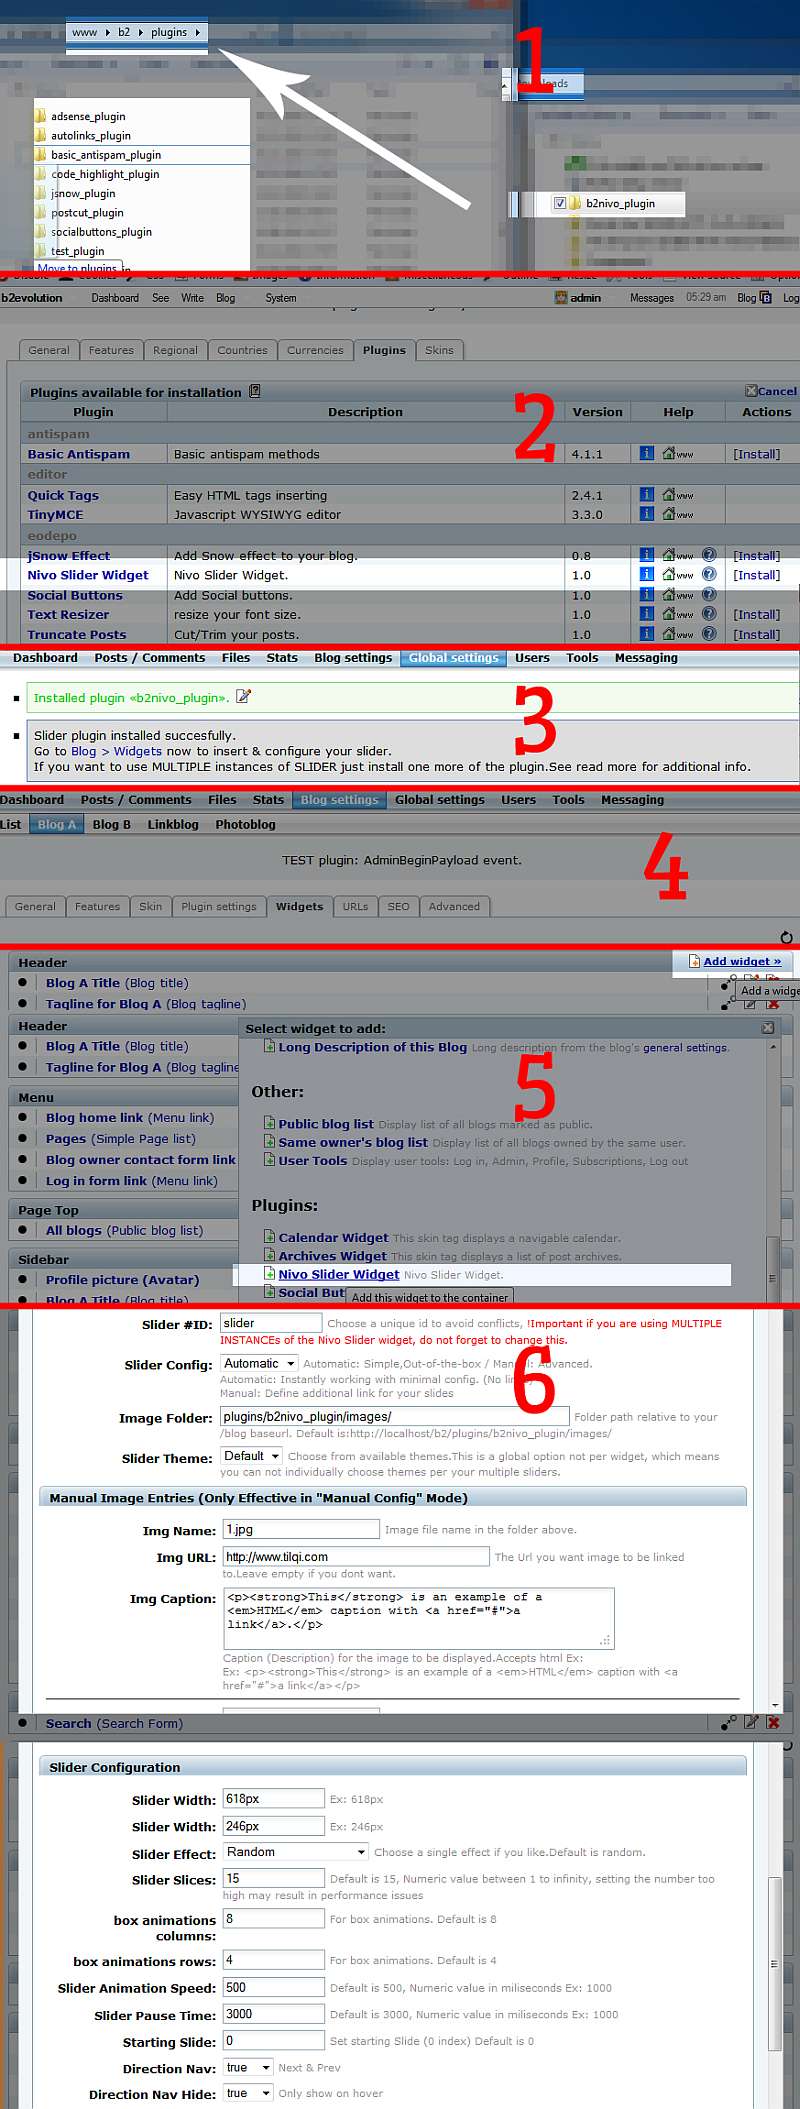 www ▸ b2 ▸ plugins ▸
1
adsense_plugin
autolinks_plugin
basic_antispam_plugin
code_highlight_plugin
jsnow_plugin
postcut_plugin
socialbuttons_plugin
test_plugin
Move to plugins
b2nivo_plugin
b2evolution Dashboard See Write Blog System admin Messages 05:29 am Blog Log
General Features Regional Countries Currencies Plugins Skins
Plugins available for installation Cancel
2
Plugin Description Version Help Actions
antispam
Basic Antispam Basic antispam methods 4.1.1 www [Install]
editor
Quick Tags Easy HTML tags inserting 2.4.1 www
TinyMCE Javascript WYSIWYG editor 3.3.0 www
eodepo
jSnow Effect Add Snow effect to your blog. 0.8 www [Install]
Nivo Slider Widget Nivo Slider Widget. 1.0 www [Install]
Social Buttons Add Social buttons. 1.0 www
Text Resizer resize your font size. 1.0 www [Install]
Truncate Posts Cut/Trim your posts. 1.0 www [Install]
Dashboard Posts / Comments Files Stats Blog settings Global settings Users Tools Messaging
3
Installed plugin «b2nivo_plugin».
Slider plugin installed succesfully.
Go to Blog > Widgets now to insert & configure your slider.
If you want to use MULTIPLE instances of SLIDER just install one more of the plugin.See read more for additional info.
Dashboard Posts / Comments Files Stats Blog settings Global settings Users Tools Messaging
List Blog A Blog B Linkblog Photoblog
4
TEST plugin: AdminBeginPayload event.
General Features Skin Plugin settings Widgets URLs SEO Advanced
Header Add widget »
Blog A Title (Blog title)
Add a widge
Tagline for Blog A (Blog tagline)
Header
Blog A Title (Blog title)
Tagline for Blog A (Blog tagline
Menu
Blog home link (Menu link)
Pages (Simple Page list)
Blog owner contact form link
Log in form link (Menu link)
Page Top
All blogs (Public blog list)
Sidebar
Profile picture (Avatar)
Blog A Title (Blog title)
Select widget to add:
Long Description of this Blog Long description from the blog's general settings.
5
Other:
Public blog list Display list of all blogs marked as public.
Same owner's blog list Display list of all blogs owned by the same user.
User Tools Display user tools: Log in, Admin, Profile, Subscriptions, Log out
Plugins:
Calendar Widget This skin tag displays a navigable calendar.
Archives Widget This skin tag displays a list of post archives.
Nivo Slider Widget Nivo Slider Widget.
Social But
Add this widget to the container
Slider #ID: slider Choose a unique id to avoid conflicts, !Important if you are using MULTIPLE
INSTANCEs of the Nivo Slider widget, do not forget to change this.
6
Slider Config: Automatic Automatic: Simple,Out-of-the-box / Manual: Advanced.
Automatic: Instantly working with minimal config. (No link)
Manual: Define additional link for your slides
Image Folder: plugins/b2nivo_plugin/images/ Folder path relative to your
/blog baseurl. Default is:http://localhost/b2/plugins/b2nivo_plugin/images/
Slider Theme: Default Choose from available themes.This is a global option not per widget, which means
you can not individually choose themes per your multiple sliders.
Manual Image Entries (Only Effective in "Manual Config" Mode)
Img Name: 1.jpg Image file name in the folder above.
Img URL: http://www.tilqi.com The Url you want image to be linked
to.Leave empty if you dont want.
Img Caption: <p><strong>This</strong> is an example of a
<em>HTML</em> caption with <a href="#">a
link</a>.</p>
Caption (Description) for the image to be displayed.Accepts html Ex:
Ex: <p><strong>This</strong> is an example of a <em>HTML</em> caption with <a
href="#">a link</a></p>
Search (Search Form)
Slider Configuration
Slider Width: 618px Ex: 618px
Slider Width: 246px Ex: 246px
Slider Effect: Random Choose a single effect if you like.Default is random.
Slider Slices: 15 Default is 15, Numeric value between 1 to infinity, setting the number too
high may result in performance issues
box animations
columns: 8 For box animations. Default is 8
box animations rows: 4 For box animations. Default is 4
Slider Animation Speed: 500 Default is 500, Numeric value in miliseconds Ex: 1000
Slider Pause Time: 3000 Default is 3000, Numeric value in miliseconds Ex: 1000
Starting Slide: 0 Set starting Slide (0 index) Default is 0
Direction Nav: true Next & Prev
Direction Nav Hide: true Only show on hover